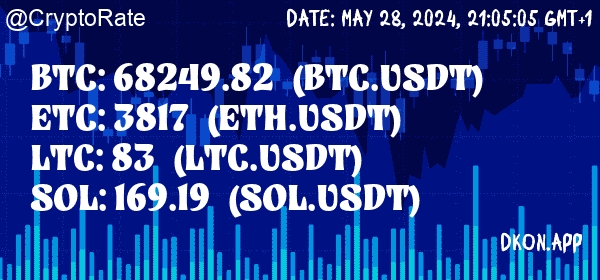 @CryptoRate
DATE: MAY 28, 2024, 21:05:05 GMT+1
BTC: 68249.82 (BTC.USDT)
ETC: 3817 (ETH.USDT)
LTC: 83 (LTC.USDT)
SOL: 169.19 (SOL.USDT)
DKON.APP